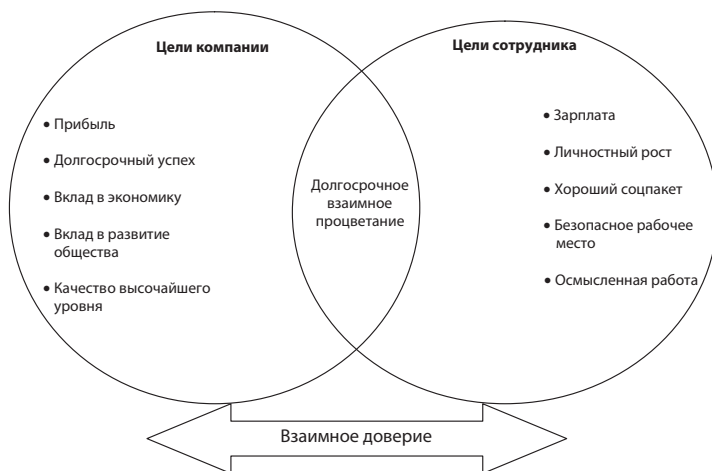 Цели компании
• Прибыль
• Долгосрочный успех
• Вклад в экономику
• Вклад в развитие
общества
• Качество высочайшего
уровня
Долгосрочное
взаимное
процветание
Цели сотрудника
• Зарплата
• Личностный рост
• Хороший соцпакет
• Безопасное рабочее
место
• Осмысленная работа
Взаимное доверие